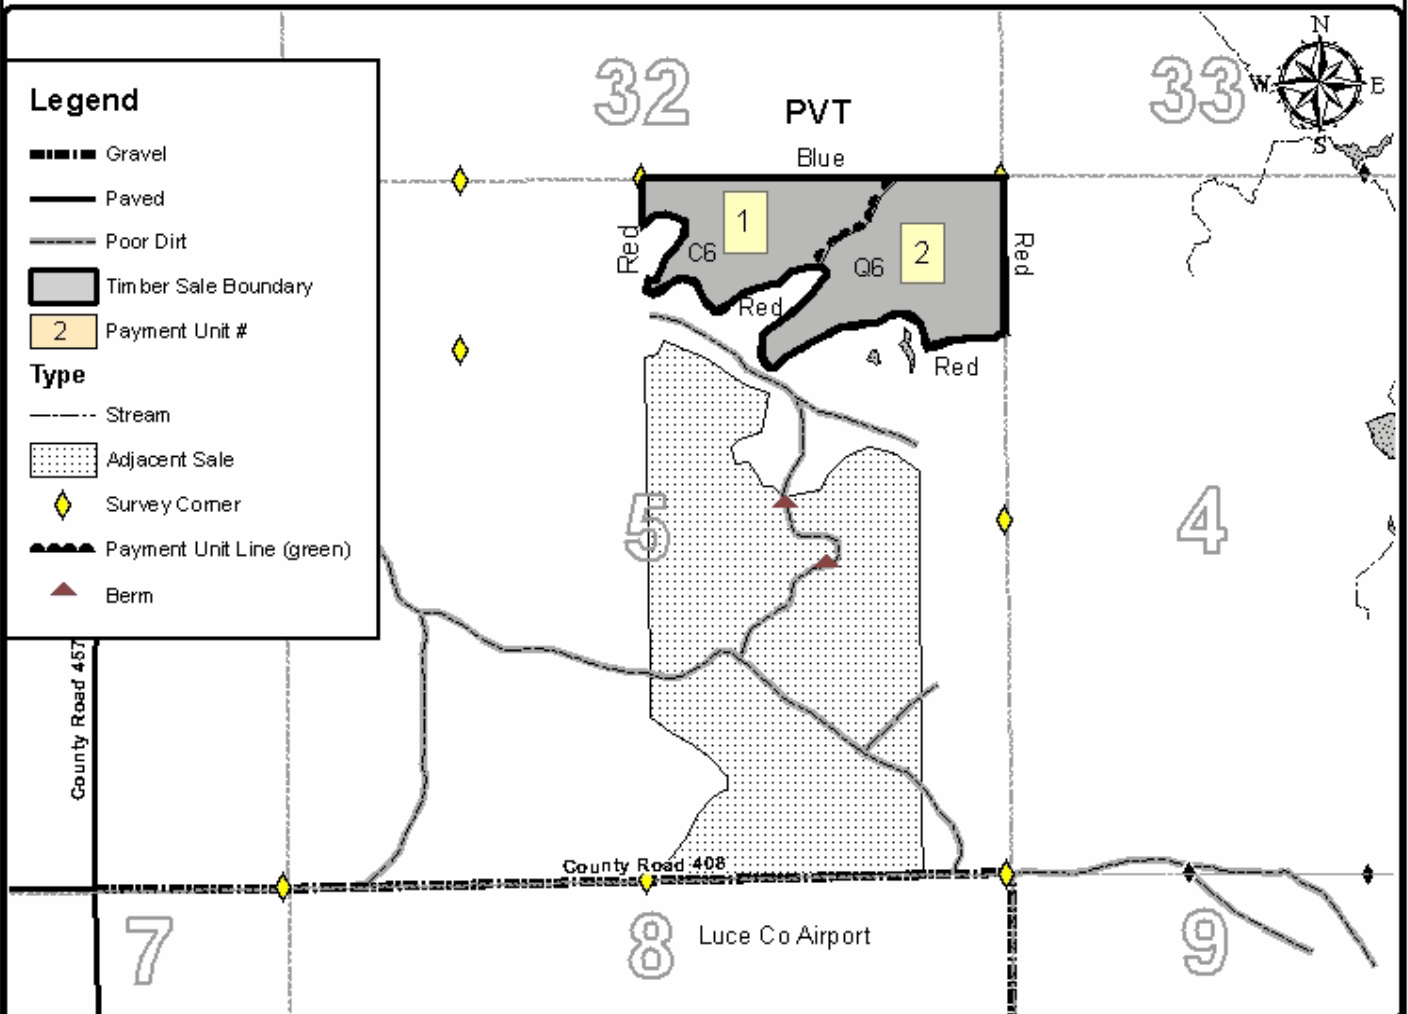 N
W E
S
32
33
PVT
Blue
Legend
Gravel
Paved
Poor Dirt
Timber Sale Boundary
2 Payment Unit #
Type
Stream
Adjacent Sale
Survey Corner
Payment Unit Line (green)
Berm
1
2
C6
Q6
Red
Red
Red
Red
5
4
County Road 457
County Road 408
7
8
Luce Co Airport
9